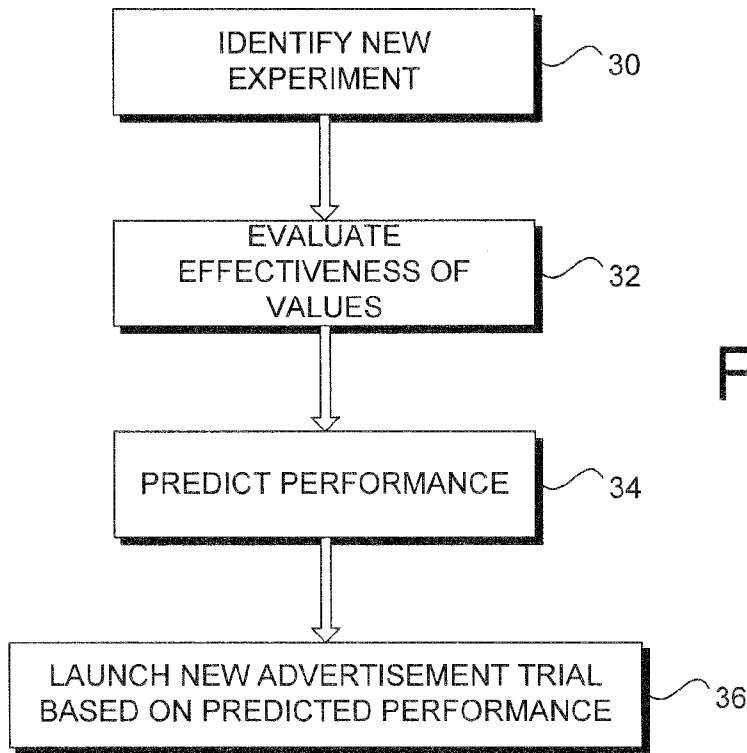 IDENTIFY NEW
EXPERIMENT
30
EVALUATE
EFFECTIVENESS OF
VALUES
32
F
PREDICT PERFORMANCE
34
LAUNCH NEW ADVERTISEMENT TRIAL
BASED ON PREDICTED PERFORMANCE
36